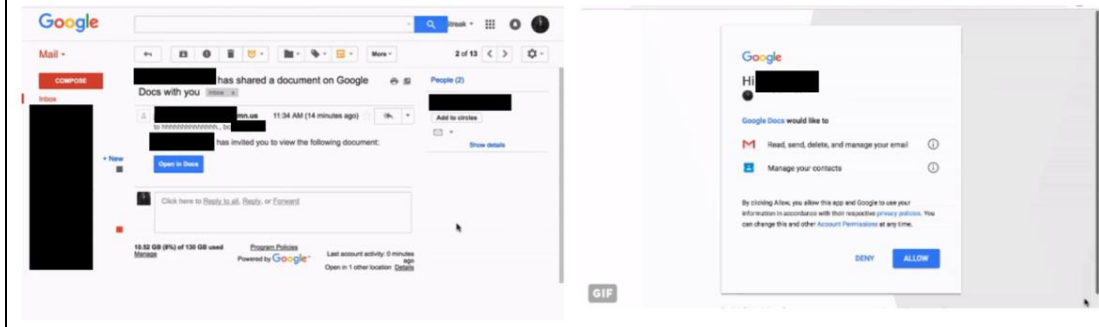 Google
Streak
Mail
More
2 of 13
COMPOSE
has shared a document on Google
Docs with you Inbox x
People (2)
Inbox
mn.us 11:34 AM (14 minutes ago)
to hhhhhhhhhhhhhh., bc
Add to circles
has invited you to view the following document:
Show details
+ New
Open in Docs
Click here to Reply to all, Reply, or Forward
10.52 GB (8%) of 130 GB used
Manage
Program Policies
Powered by Google
Last account activity: 0 minutes
ago
Open in 1 other location Details
Google
Hi
Google Docs would like to
Read, send, delete, and manage your email
Manage your contacts
By clicking Allow, you allow this app and Google to use your
information in accordance with their respective privacy policies. You
can change this and other Account Permissions at any time.
DENY ALLOW
GIF